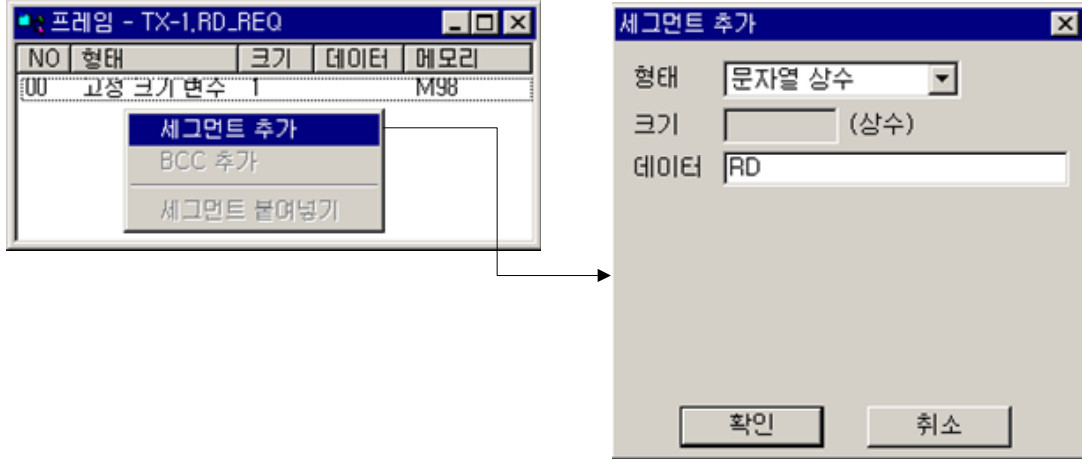 프레임 - TX-1,RD_REQ
NO 형태 크기 데이터 메모리
00 고정 크기 변수 1 M98
세그먼트 추가
BCC 추가
세그먼트 붙여넣기
세그먼트 추가
형태 문자열 상수
크기 (상수)
데이터 RD
확인 취소